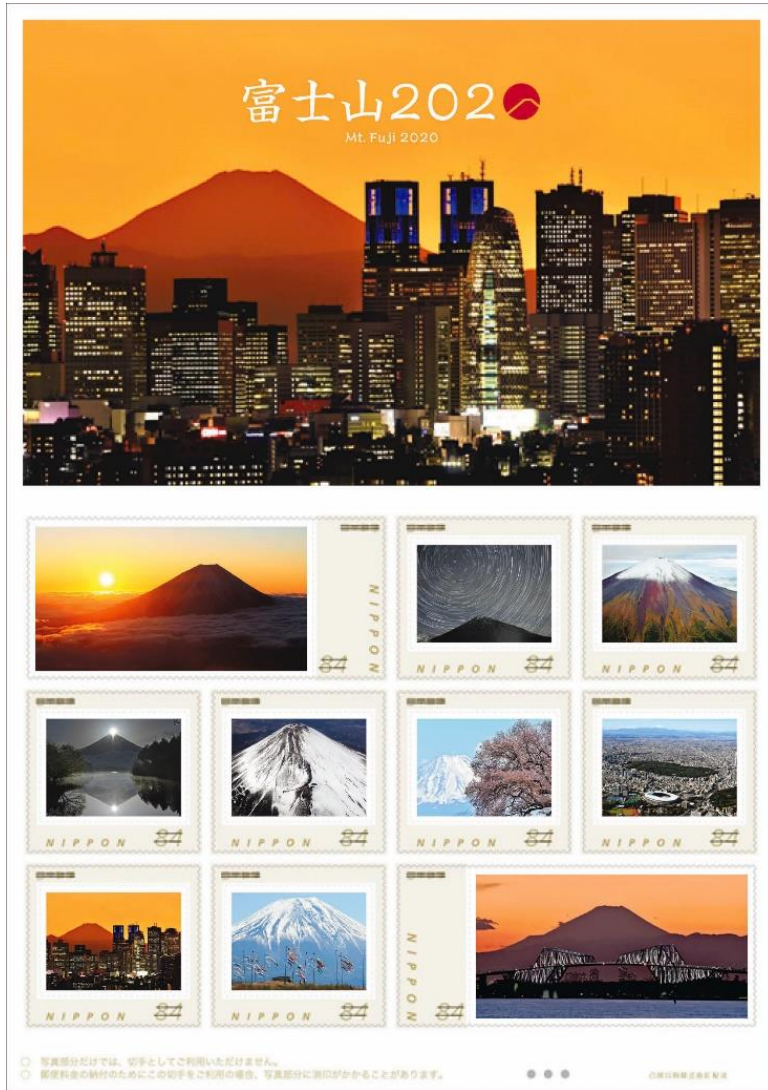 富士山2020
Mt. Fuji 2020
NIPPON
84
NIPPON
84
NIPPON
84
NIPPON
84
NIPPON
84
NIPPON
84
NIPPON
84
NIPPON
84
NIPPON
84
NIPPON
84
○ 写真部分だけでは、切手としてご利用いただけません。
○ 郵便料金の納付のためにこの切手をご利用の場合、写真部分に消印がかかることがあります。